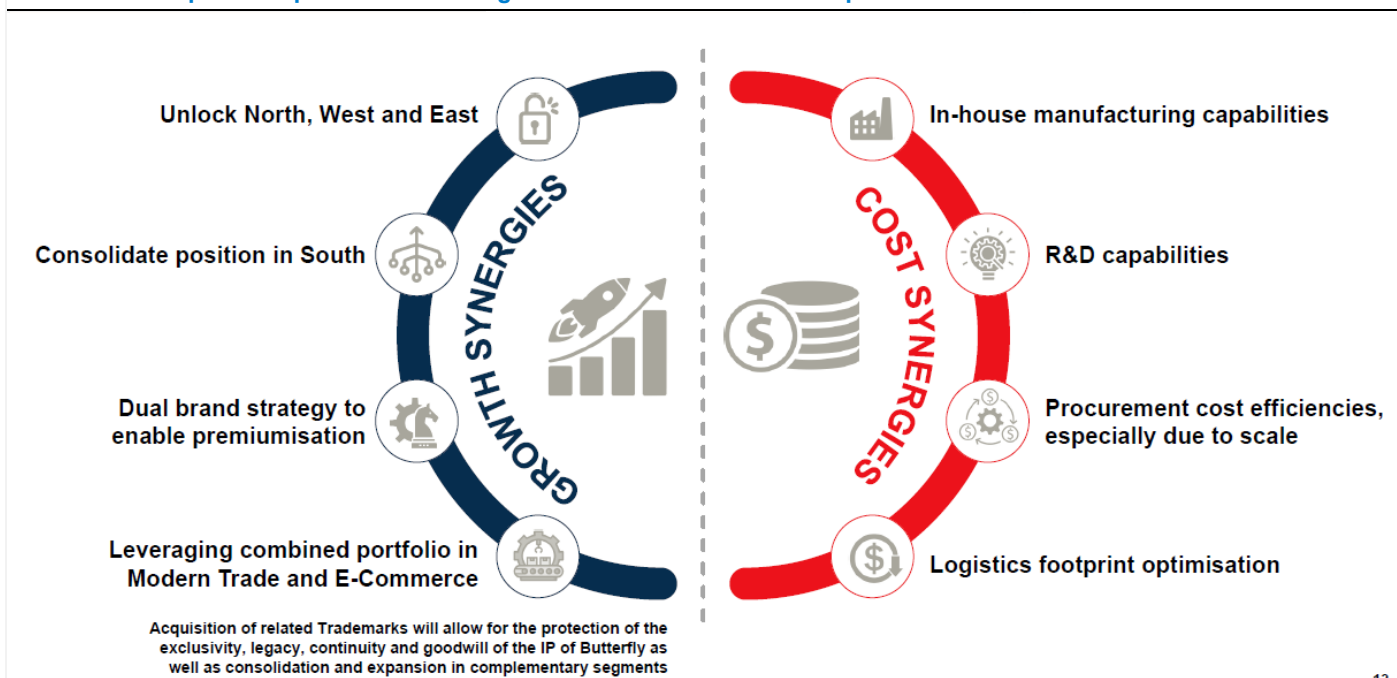 Unlock North, West and East
Consolidate position in South
Dual brand strategy to
enable premiumisation
Leveraging combined portfolio in
Modern Trade and E-Commerce
GROWTH SYNERGIES
Acquisition of related Trademarks will allow for the protection of the
exclusivity, legacy, continuity and goodwill of the IP of Butterfly as
well as consolidation and expansion in complementary segments
COST SYNERGIES
In-house manufacturing capabilities
R&D capabilities
Procurement cost efficiencies,
especially due to scale
Logistics footprint optimisation